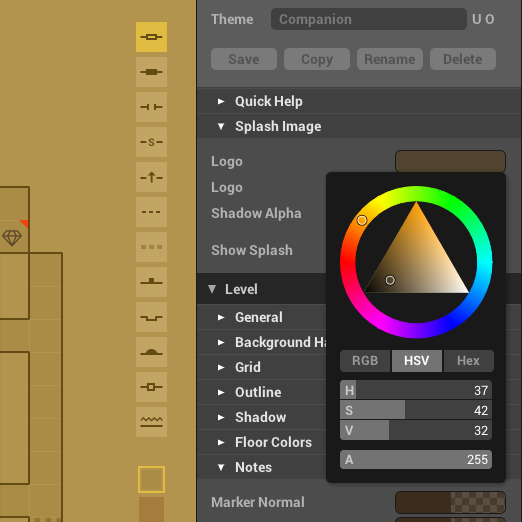 Theme Companion U O
Save Copy Rename Delete
► Quick Help
▼ Splash Image
Logo
Logo
Shadow Alpha
Show Splash
▼ Level
► General
► Background Ha
► Grid
► Outline
► Shadow
► Floor Colors
▼ Notes
Marker Normal
RGB HSV Hex
H 37
S 42
V 32
A 255
S